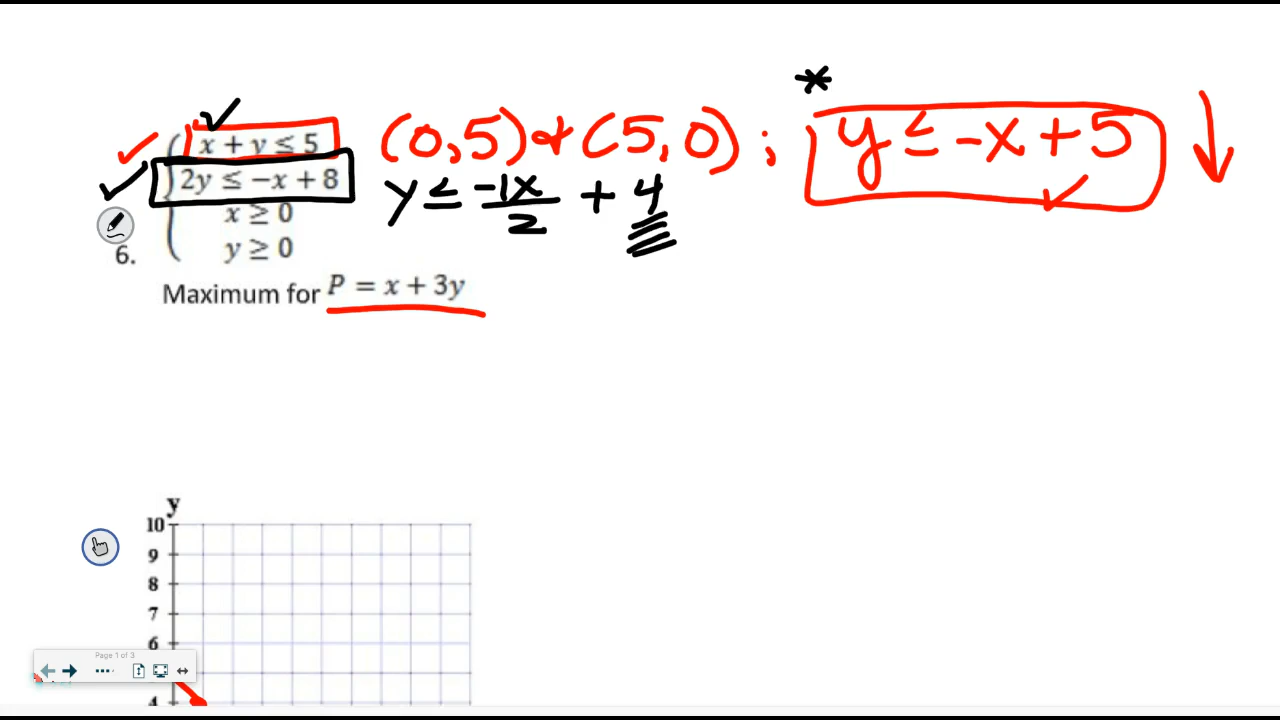 x + y ≤ 5 (0,5) & (5,0) ; y ≤ -x + 5
2y ≤ −x + 8 y ≤ -1x/2 + 4
x ≥ 0
y ≥ 0
6.
Maximum for P = x + 3y
y
10
9
8
7
6
Page 1 of 3
4